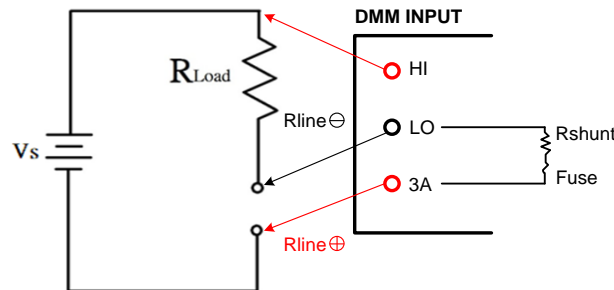 DMM INPUT
HI
RLoad
Rline⊖
LO
Rshunt
Vs
3A
Fuse
Rline⊕